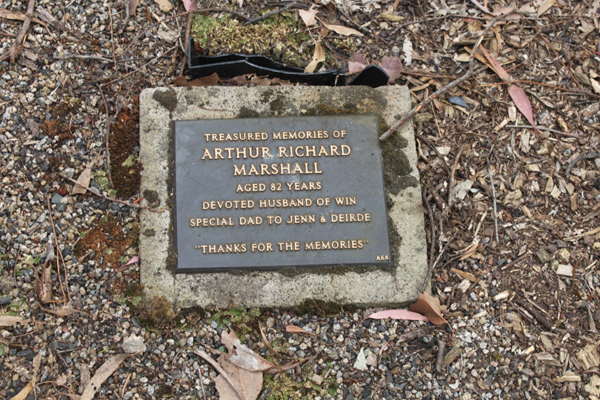 TREASURED MEMORIES OF
ARTHUR RICHARD
MARSHALL
AGED 82 YEARS
DEVOTED HUSBAND OF WIN
SPECIAL DAD TO JENN & DEIRDE
"THANKS FOR THE MEMORIES"
A6A